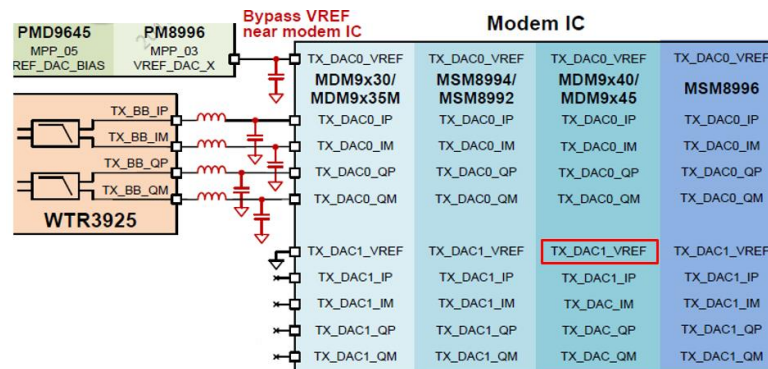 Bypass VREF
near modem IC
Modem IC
PMD9645
MPP_05
REF_DAC_BIAS
PM8996
MPP_03
VREF_DAC_X
TX_BB_IP
TX_BB_IM
TX_BB_QP
TX_BB_QM
WTR3925
TX_DAC0_VREF TX_DAC0_VREF TX_DAC0_VREF TX_DAC0_VREF
MDM9x30/ MSM8994/ MDM9x40/ MSM8996
MDM9x35M MSM8992 MDM9x45
TX_DAC0_IP TX_DAC0_IP TX_DAC0_IP TX_DAC0_IP
TX_DAC0_IM TX_DAC0_IM TX_DAC0_IM TX_DAC0_IM
TX_DAC0_QP TX_DAC0_QP TX_DAC0_QP TX_DAC0_QP
TX_DAC0_QM TX_DAC0_QM TX_DAC0_QM TX_DAC0_QM
TX_DAC1_VREF TX_DAC1_VREF TX_DAC1_VREF TX_DAC1_VREF
TX_DAC1_IP TX_DAC1_IP TX_DAC1_IP TX_DAC1_IP
TX_DAC1_IM TX_DAC1_IM TX_DAC_IM TX_DAC1_IM
TX_DAC1_QP TX_DAC1_QP TX_DAC_QP TX_DAC1_QP
TX_DAC1_QM TX_DAC1_QM TX_DAC_QM TX_DAC1_QM